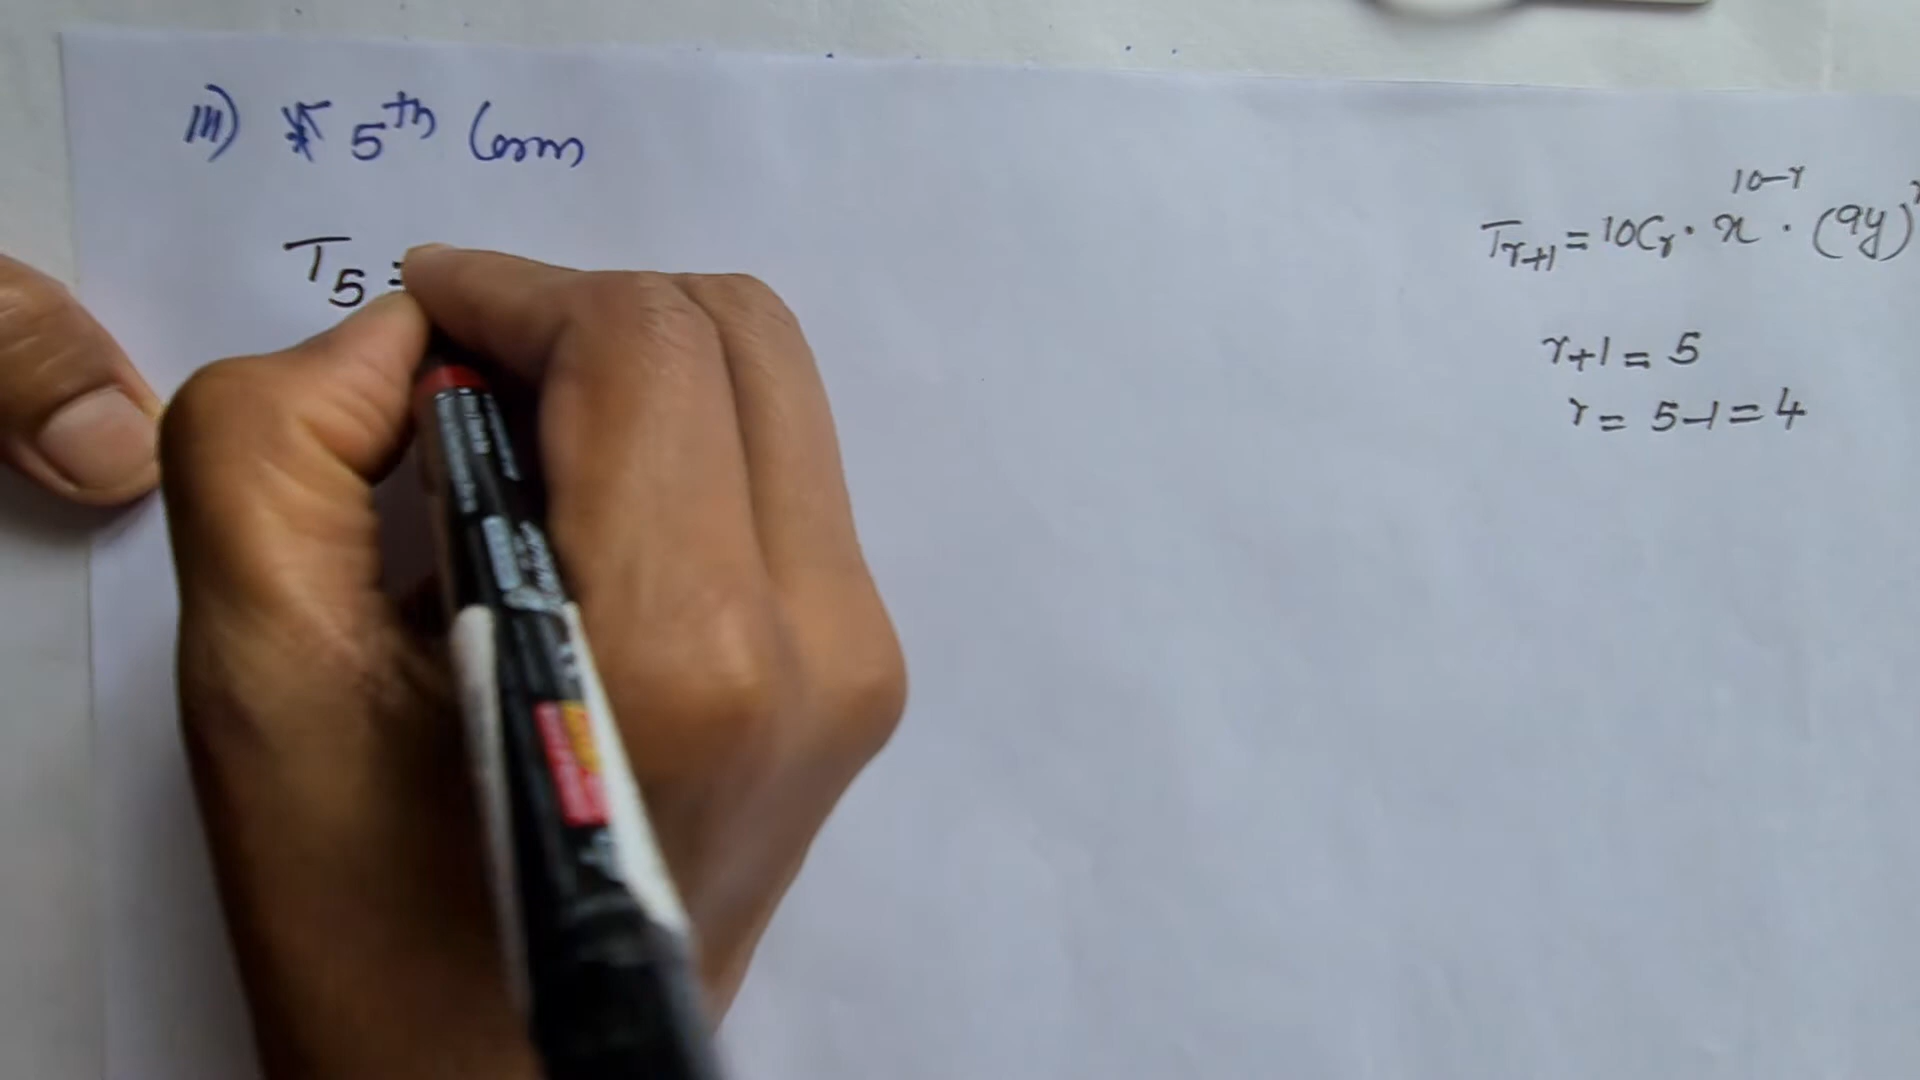 III) 5th term
T5 =
Tr+1 = 10Cr · x^10-r · (9y)^r
r+1 = 5
r = 5-1 = 4